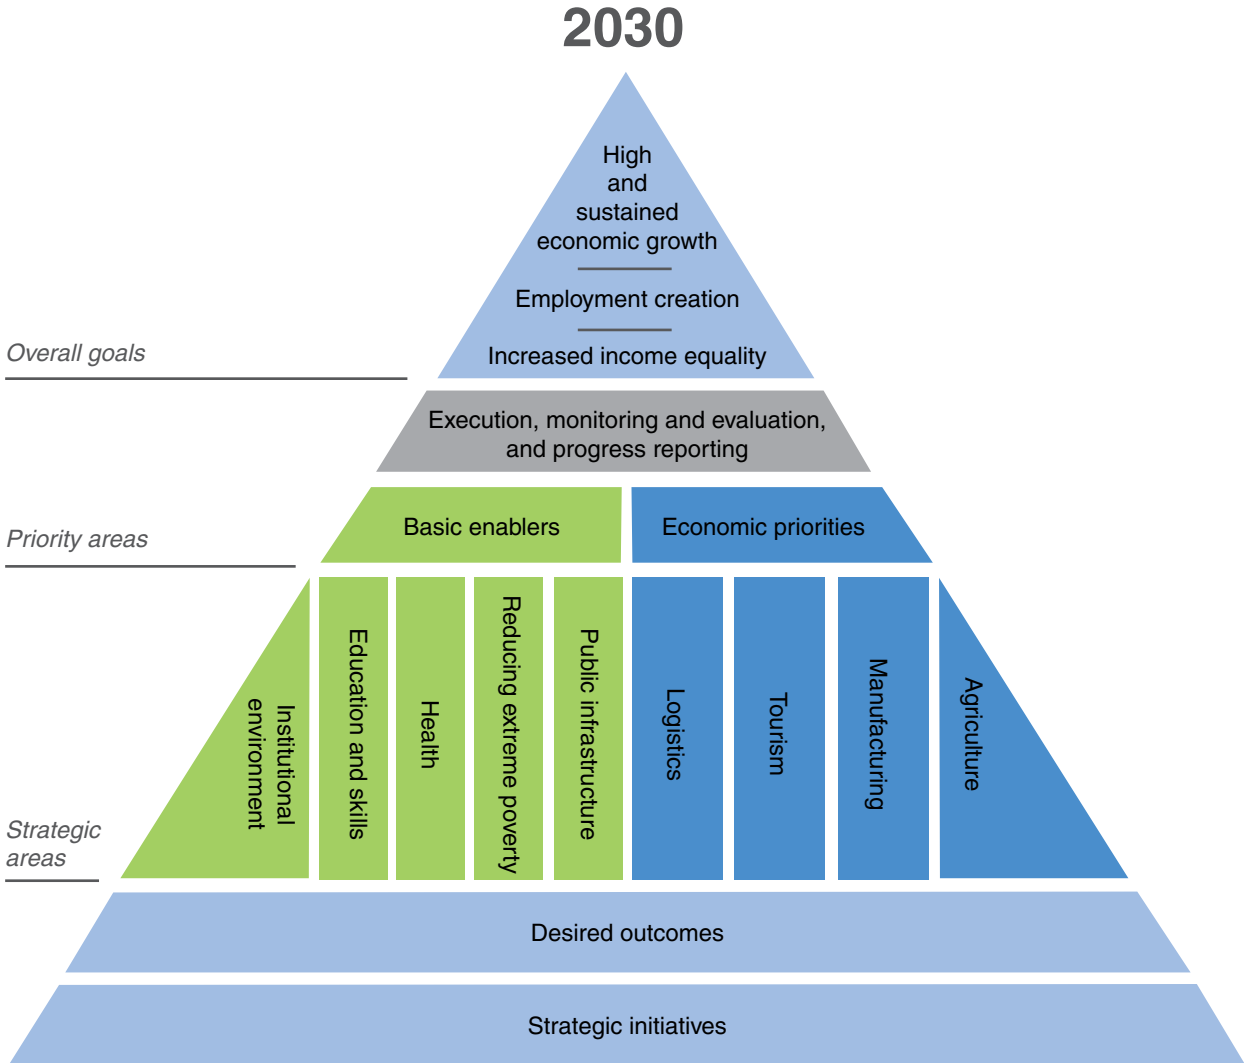 2030
High
and
sustained
economic growth
Employment creation
Increased income equality
Overall goals
Execution, monitoring and evaluation,
and progress reporting
Priority areas
Basic enablers
Economic priorities
Strategic
areas
Institutional
environment
Education and skills
Health
Reducing extreme poverty
Public infrastructure
Logistics
Tourism
Manufacturing
Agriculture
Desired outcomes
Strategic initiatives